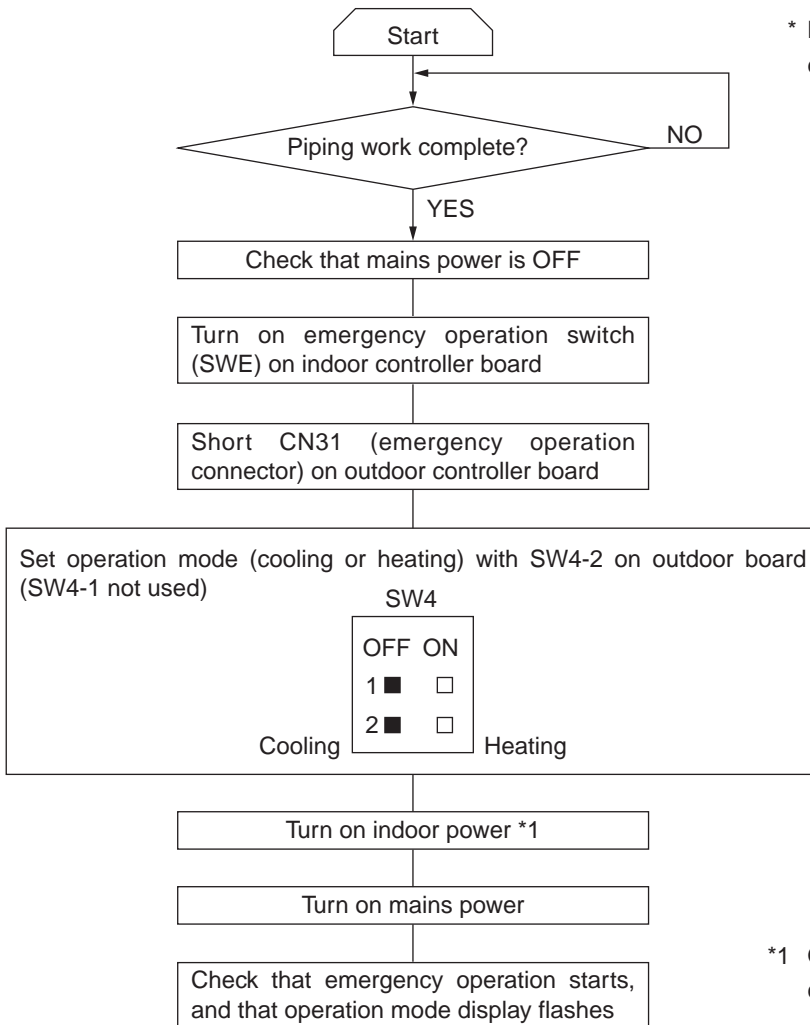 Start
Piping work complete?
NO
YES
Check that mains power is OFF
Turn on emergency operation switch
(SWE) on indoor controller board
Short CN31 (emergency operation
connector) on outdoor controller board
Set operation mode (cooling or heating) with SW4-2 on outdoor board
(SW4-1 not used)
SW4
OFF ON
1
2
Cooling
Heating
Turn on indoor power *1
Turn on mains power
Check that emergency operation starts,
and that operation mode display flashes
*
*1